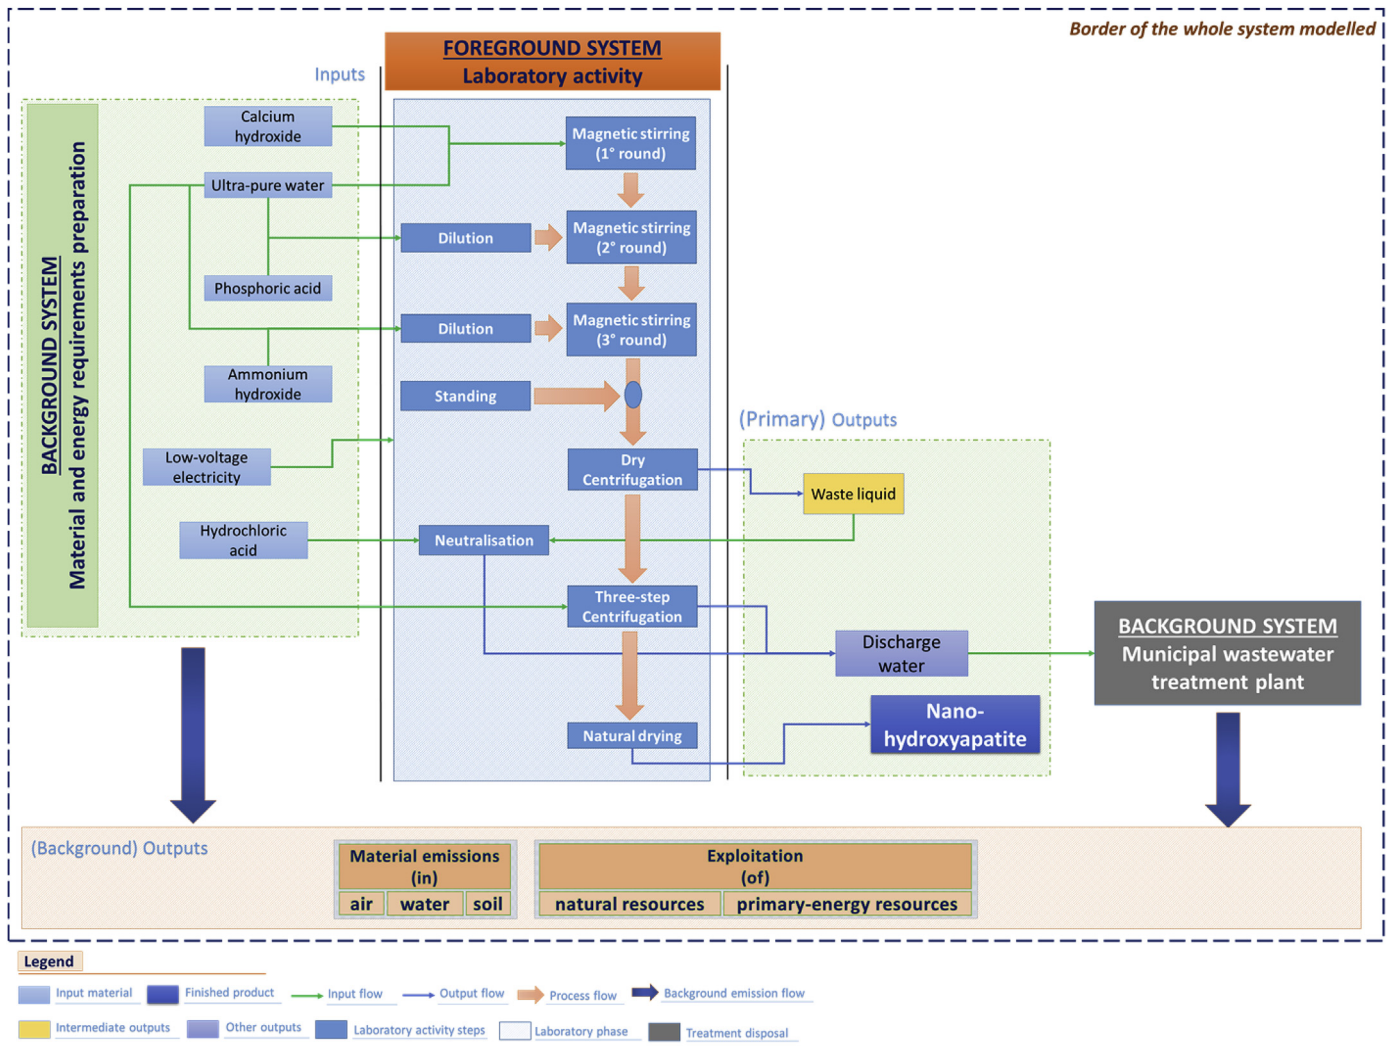 Border of the whole system modelled
FOREGROUND SYSTEM
Laboratory activity
Inputs
BACKGROUND SYSTEM
Material and energy requirements preparation
Calcium
hydroxide
Ultra-pure water
Phosphoric acid
Ammonium
hydroxide
Low-voltage
electricity
Hydrochloric
acid
Magnetic stirring
(1° round)
Dilution
Magnetic stirring
(2° round)
Dilution
Magnetic stirring
(3° round)
Standing
Dry
Centrifugation
Neutralisation
Three-step
Centrifugation
Natural drying
(Primary) Outputs
Waste liquid
Discharge
water
Nano-
hydroxyapatite
BACKGROUND SYSTEM
Municipal wastewater
treatment plant
(Background) Outputs
Material emissions
(in)
air water soil
Exploitation
(of)
natural resources primary-energy resources
Legend
Input material Finished product Input flow Output flow Process flow Background emission flow
Intermediate outputs Other outputs Laboratory activity steps Laboratory phase Treatment disposal